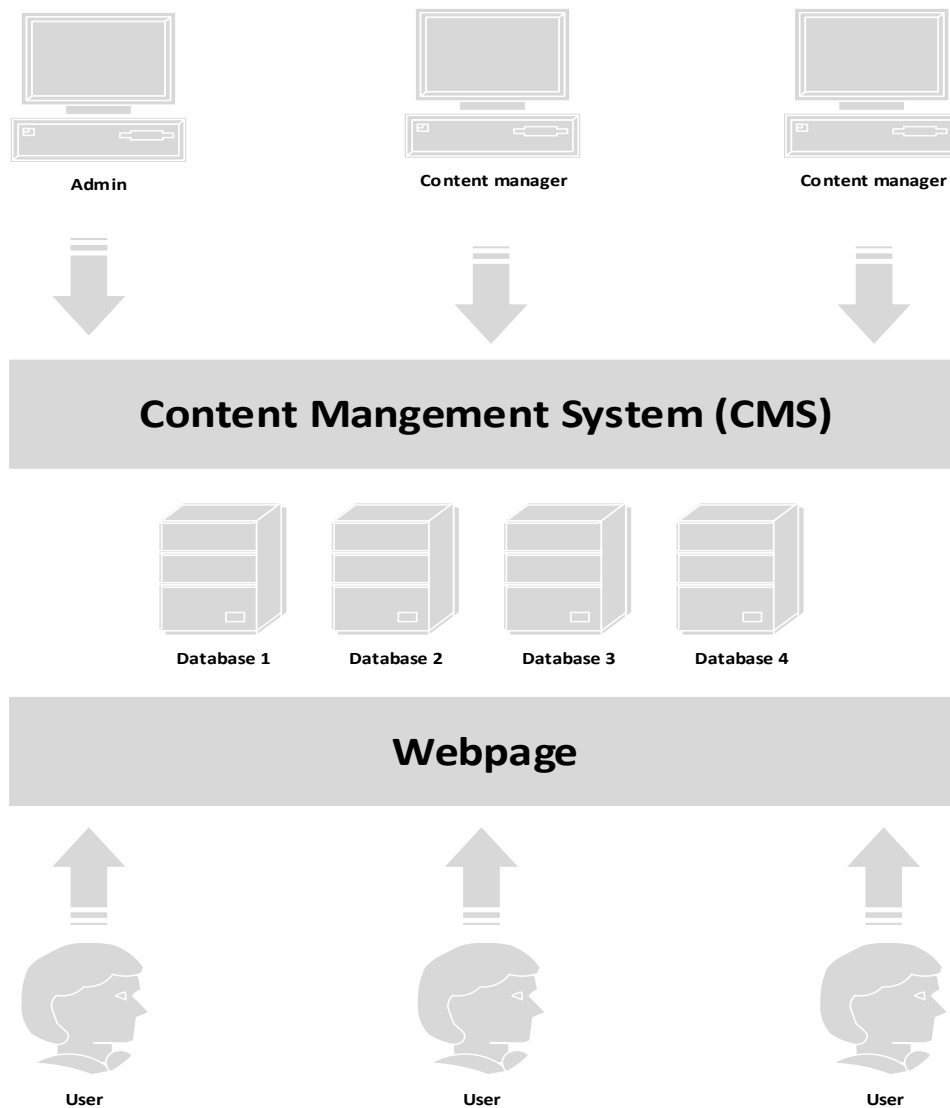 Admin
Content manager
Content manager
Content Mangement System (CMS)
Database 1
Database 2
Database 3
Database 4
Webpage
User
User
User